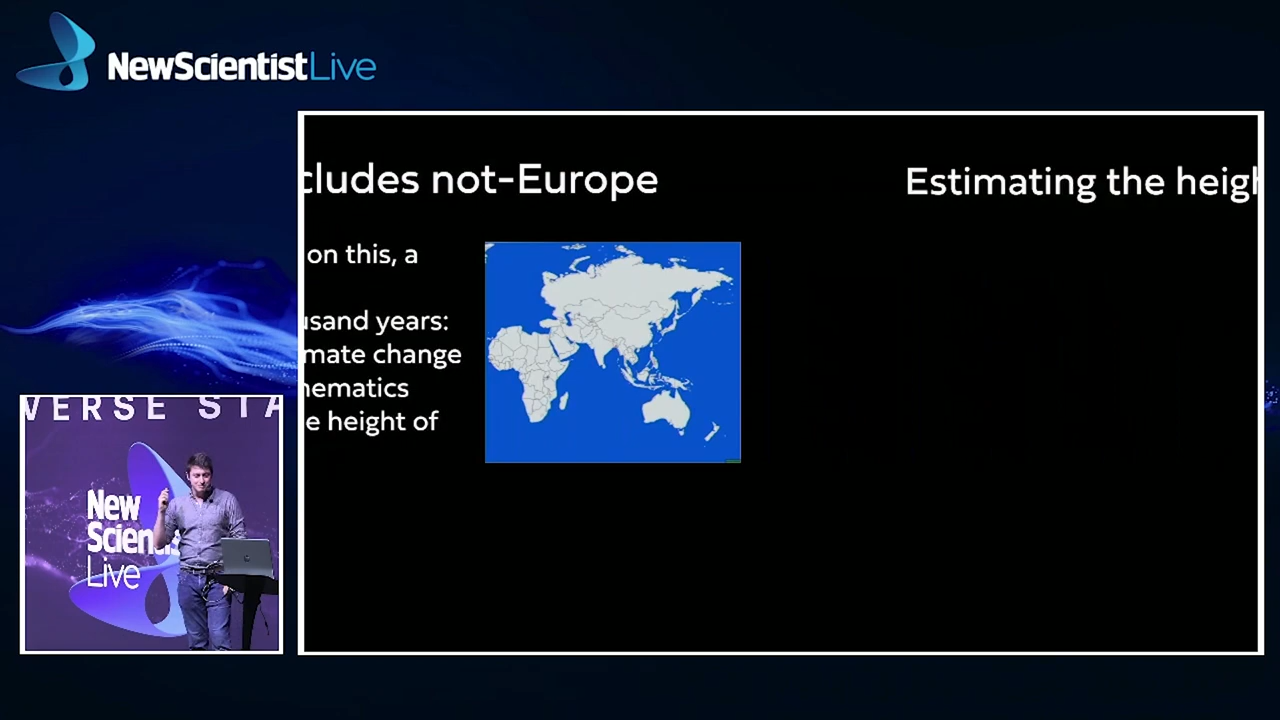 NewScientistLive
cludes not-Europe
Estimating the heigh
on this, a
usand years:
mate change
hematics
e height of
VERSE STA
New
Scientis
Live